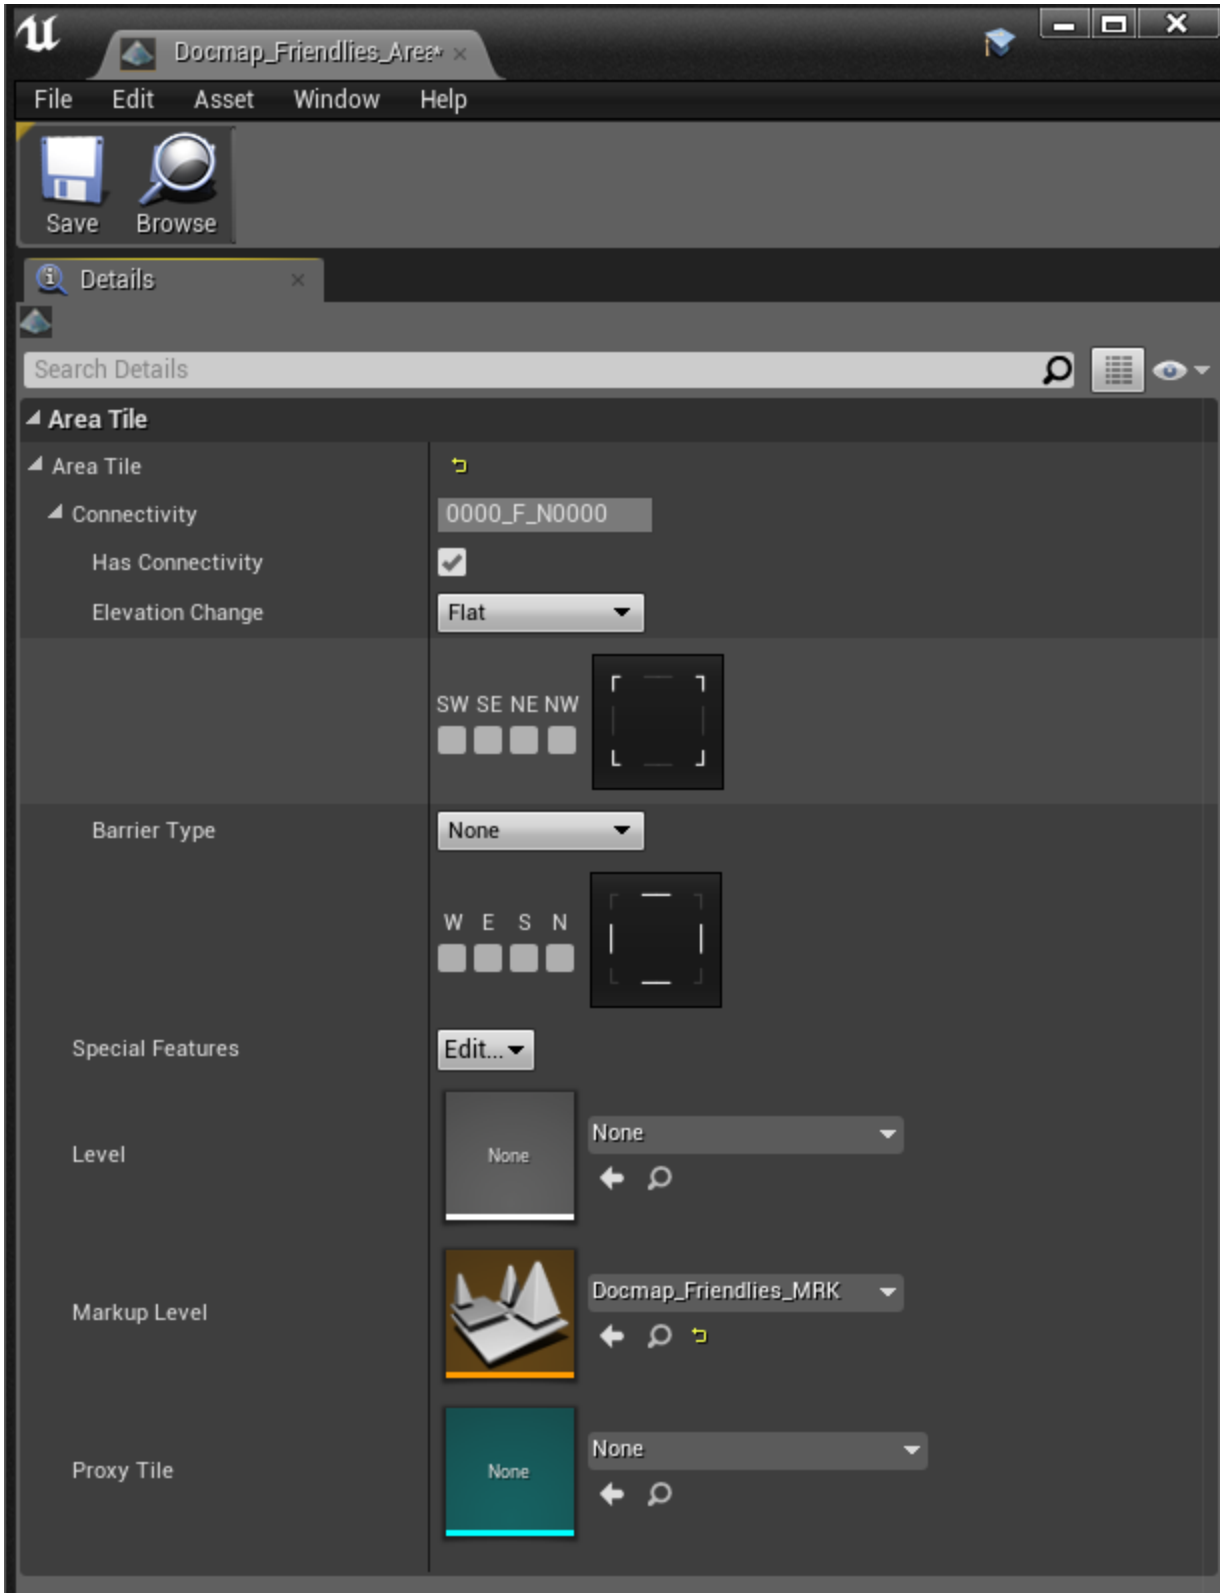 Docmap_Friendlies_Area*
File Edit Asset Window Help
Save Browse
Details
Search Details
Area Tile
Area Tile
Connectivity 0000_F_N0000
Has Connectivity
Elevation Change Flat
SW SE NE NW
Barrier Type None
W E S N
Special Features Edit...
None
Level None
Docmap_Friendlies_MRK
Markup Level
None
Proxy Tile None